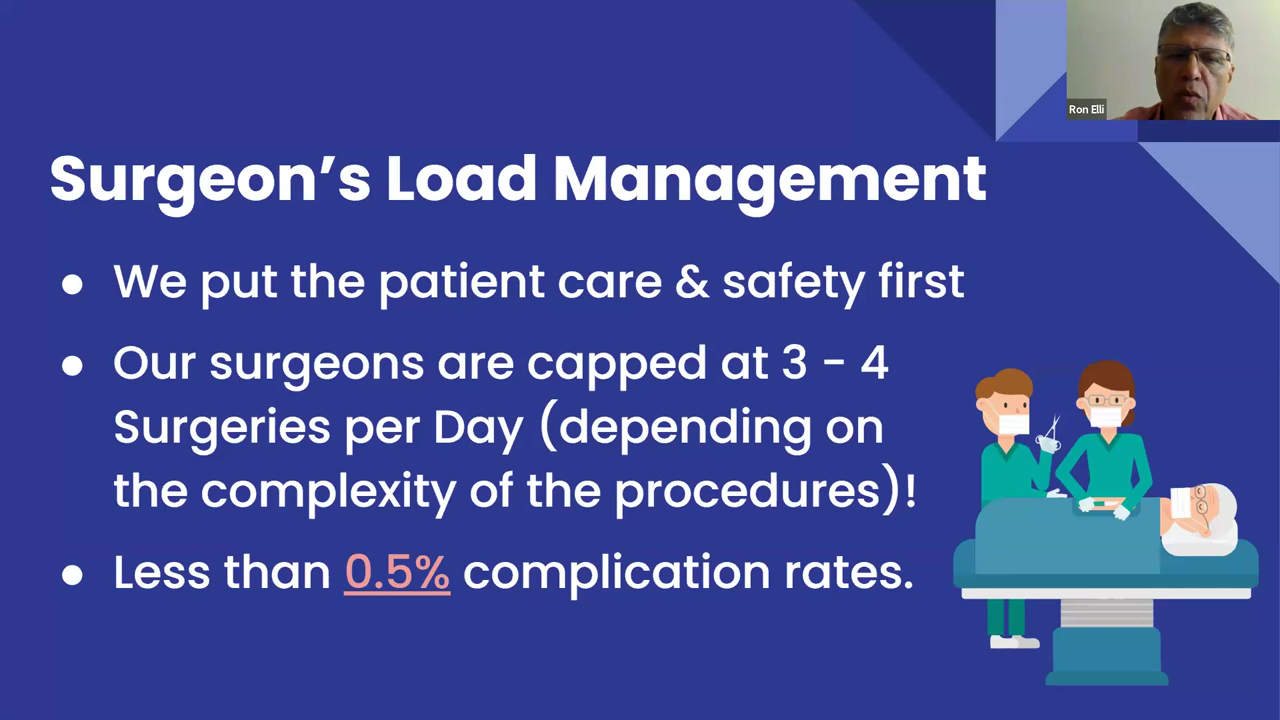 Ron Elli
Surgeon’s Load Management
● We put the patient care & safety first
● Our surgeons are capped at 3 - 4
Surgeries per Day (depending on
the complexity of the procedures)!
● Less than 0.5% complication rates.